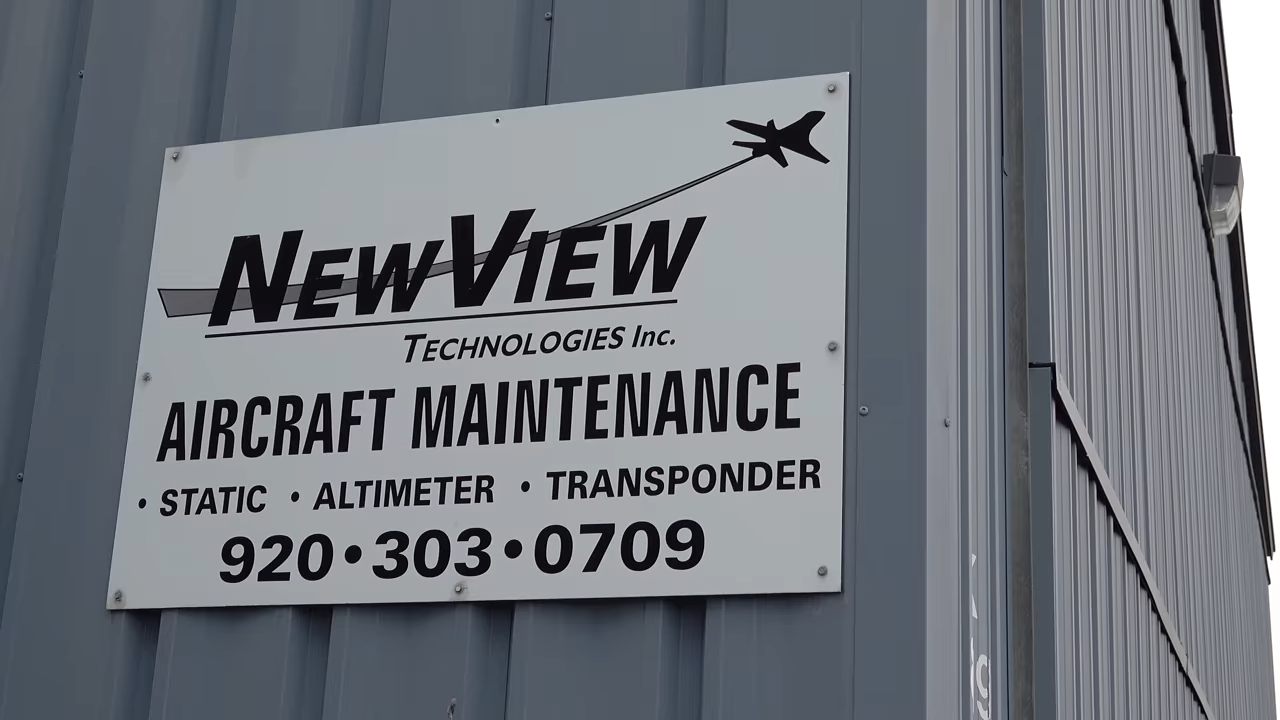 NEWVIEW
TECHNOLOGIES Inc.
AIRCRAFT MAINTENANCE
• STATIC • ALTIMETER • TRANSPONDER
920•303•0709